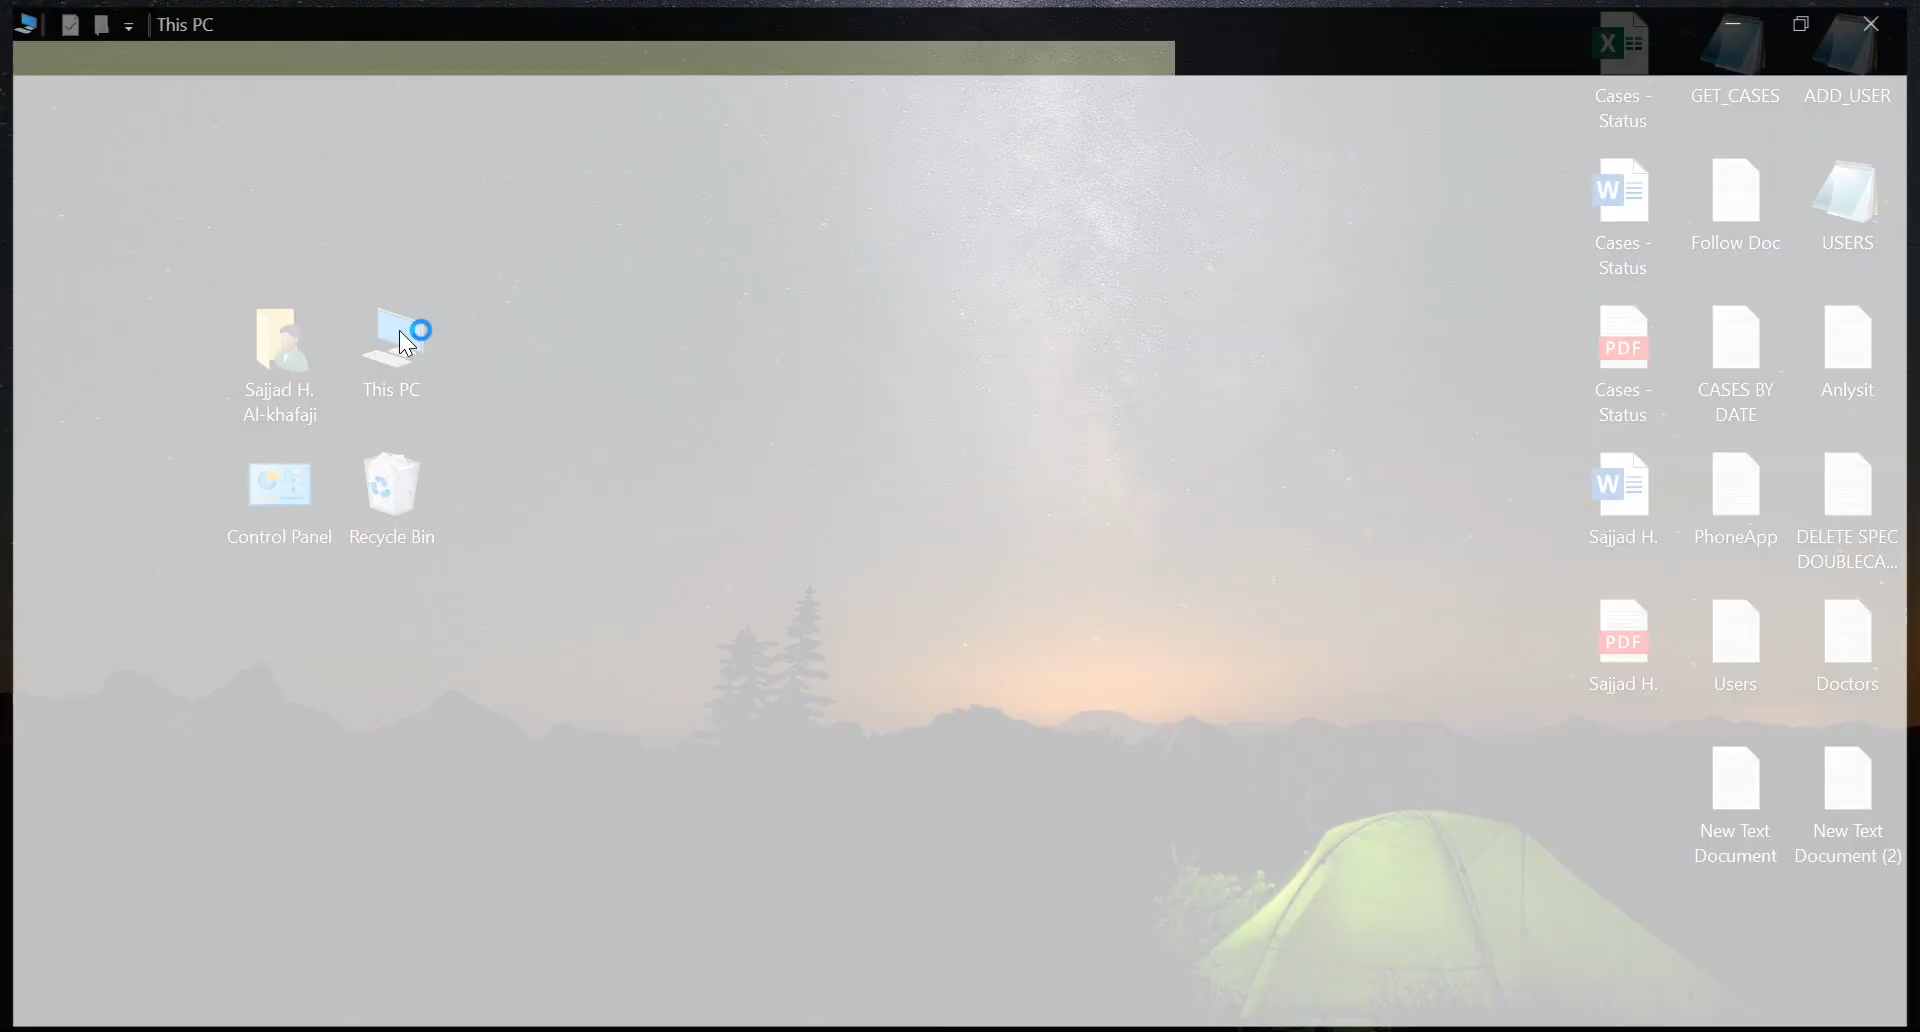 This PC
Cases -
Status
GET_CASES
ADD_USER
Cases -
Status
Follow Doc
USERS
Sajjad H.
Al-khafaji
This PC
PDF
Cases -
Status
CASES BY
DATE
Anlysit
Control Panel
Recycle Bin
Sajjad H.
PhoneApp
DELETE SPEC
DOUBLECA...
PDF
Sajjad H.
Users
Doctors
New Text
Document
New Text
Document (2)